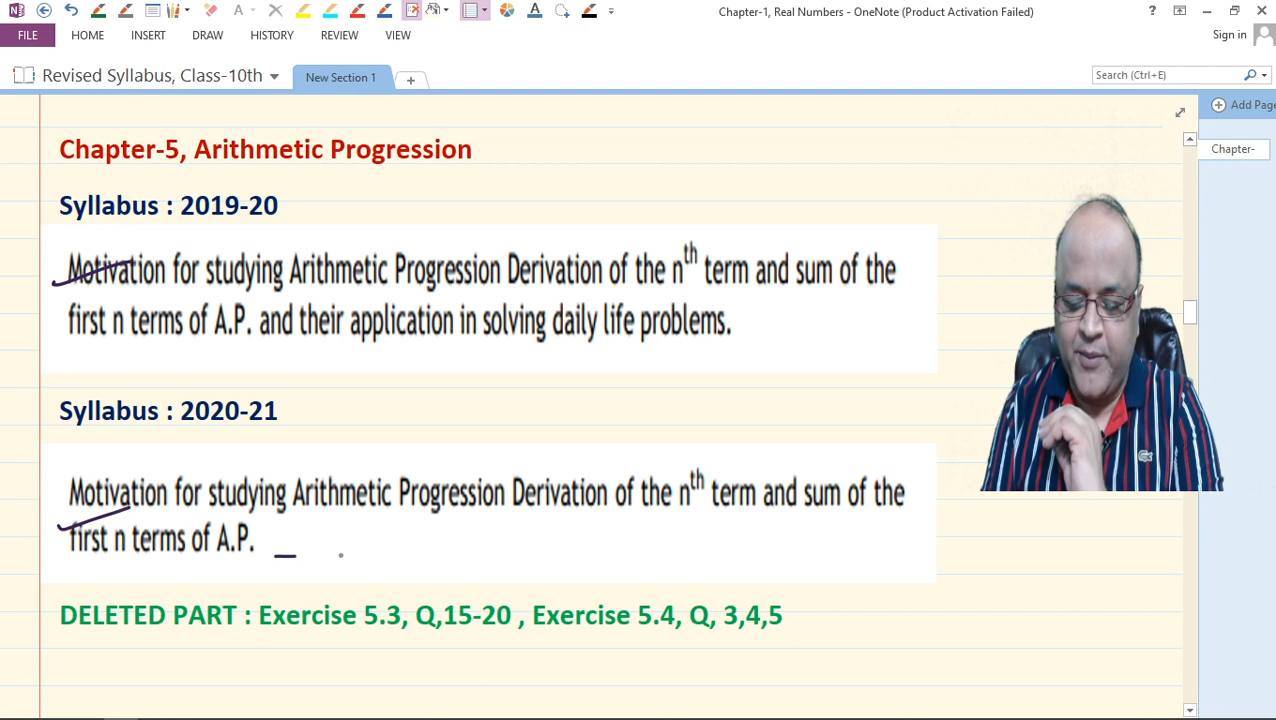 Chapter-1, Real Numbers - OneNote (Product Activation Failed)
FILE
HOME
INSERT
DRAW
HISTORY
REVIEW
VIEW
Sign in
Revised Syllabus, Class-10th
New Section 1
Search (Ctrl+E)
Add Page
Chapter-
Chapter-5, Arithmetic Progression
Syllabus : 2019-20
Motivation for studying Arithmetic Progression Derivation of the nth term and sum of the
first n terms of A.P. and their application in solving daily life problems.
Syllabus : 2020-21
Motivation for studying Arithmetic Progression Derivation of the nth term and sum of the
first n terms of A.P.
DELETED PART : Exercise 5.3, Q,15-20 , Exercise 5.4, Q, 3,4,5